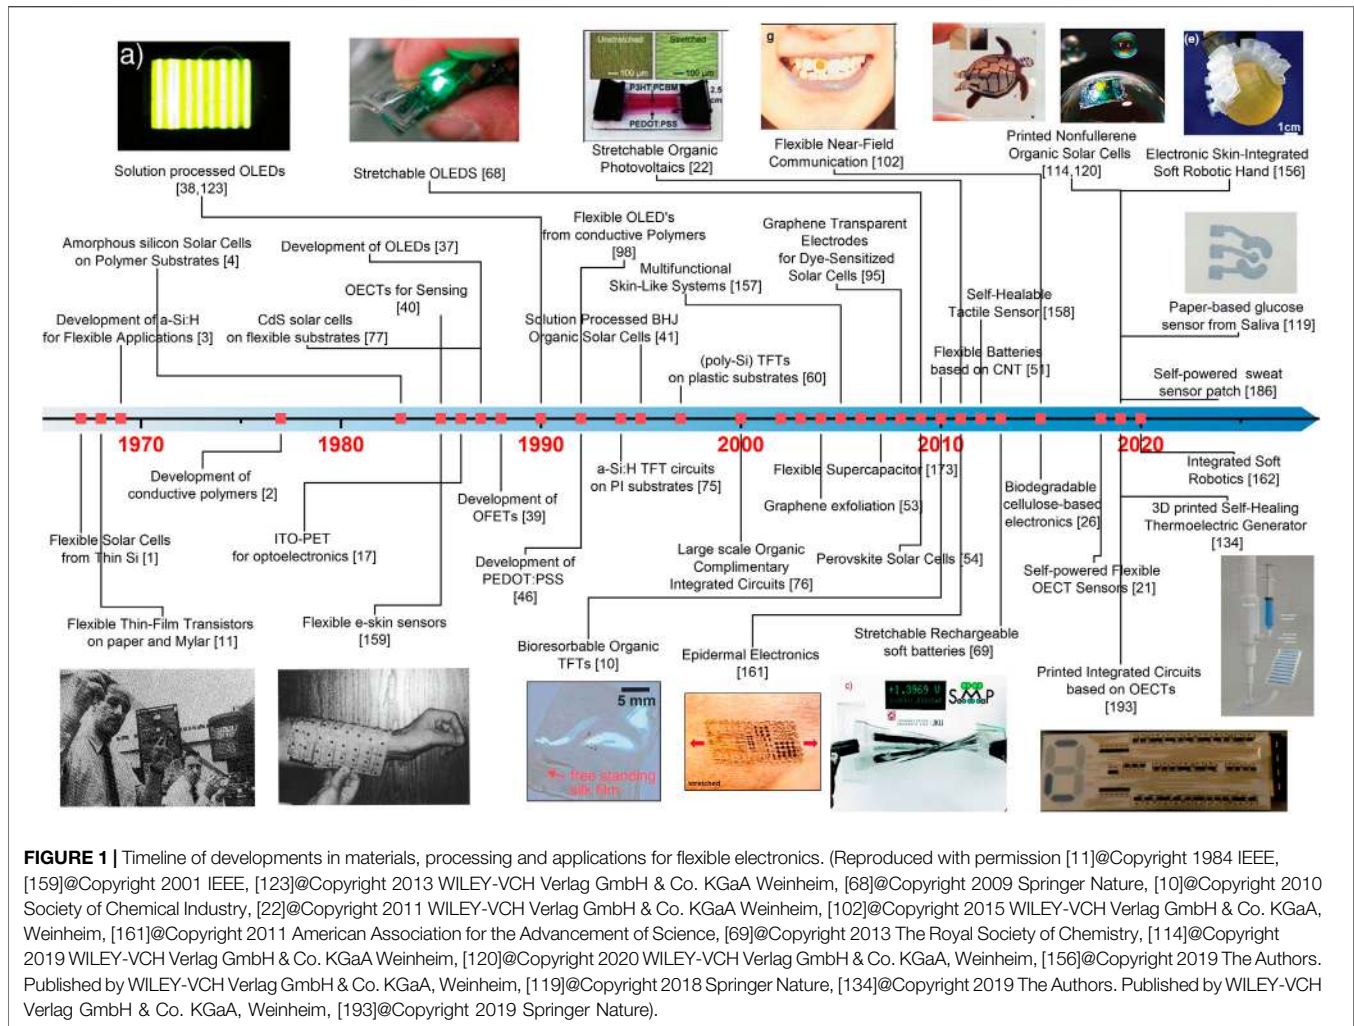 a)
Unstretched
Stretched
100 µm
100 µm
P3HT:PCBM
2.5
cm
PEDOT:PSS
g
(e)
1cm
Solution processed OLEDs
[38,123]
Stretchable OLEDS [68]
Stretchable Organic
Photovoltaics [22]
Flexible Near-Field
Communication [102]
Printed Nonfullerene
Organic Solar Cells
[114,120]
Electronic Skin-Integrated
Soft Robotic Hand [156]
Amorphous silicon Solar Cells
on Polymer Substrates [4]
Development of OLEDs [37]
Flexible OLED's
from conductive Polymers
[98]
Graphene Transparent
Electrodes
for Dye-Sensitized
Solar Cells [95]
OECTs for Sensing
[40]
Multifunctional
Skin-Like Systems [157]
Self-Healable
Tactile Sensor [158]
Paper-based glucose
sensor from Saliva [119]
Development of a-Si:H
for Flexible Applications [3]
CdS solar cells
on flexible substrates [77]
Solution Processed BHJ
Organic Solar Cells [41]
(poly-Si) TFTs
on plastic substrates [60]
Flexible Batteries
based on CNT [51]
Self-powered sweat
sensor patch [186]
1970
1980
1990
2000
2010
2020
Development of
conductive polymers [2]
a-Si:H TFT circuits
on PI substrates [75]
Flexible Supercapacitor [173]
Integrated Soft
Robotics [162]
Development of
OFETs [39]
Graphene exfoliation [53]
Biodegradable
cellulose-based
electronics [26]
3D printed Self-Healing
Thermoelectric Generator
[134]
Flexible Solar Cells
from Thin Si [1]
ITO-PET
for optoelectronics [17]
Development of
PEDOT:PSS
[46]
Large scale Organic
Complimentary
Integrated Circuits [76]
Perovskite Solar Cells [54]
Self-powered Flexible
OECT Sensors [21]
Flexible Thin-Film Transistors
on paper and Mylar [11]
Flexible e-skin sensors
[159]
Bioresorbable Organic
TFTs [10]
Epidermal Electronics
[161]
Stretchable Rechargeable
soft batteries [69]
Printed Integrated Circuits
based on OECTs
[193]
5 mm
free standing
silk film
stretched
c)
+1.3969 V
JKU
FIGURE 1 | Timeline of developments in materials, processing and applications for flexible electronics. (Reproduced with permission [11]@Copyright 1984 IEEE,
[159]@Copyright 2001 IEEE, [123]@Copyright 2013 WILEY-VCH Verlag GmbH & Co. KGaA Weinheim, [68]@Copyright 2009 Springer Nature, [10]@Copyright 2010
Society of Chemical Industry, [22]@Copyright 2011 WILEY-VCH Verlag GmbH & Co. KGaA Weinheim, [102]@Copyright 2015 WILEY-VCH Verlag GmbH & Co. KGaA,
Weinheim, [161]@Copyright 2011 American Association for the Advancement of Science, [69]@Copyright 2013 The Royal Society of Chemistry, [114]@Copyright
2019 WILEY-VCH Verlag GmbH & Co. KGaA Weinheim, [120]@Copyright 2020 WILEY-VCH Verlag GmbH & Co. KGaA, Weinheim, [156]@Copyright 2019 The Authors.
Published by WILEY-VCH Verlag GmbH & Co. KGaA, Weinheim, [119]@Copyright 2018 Springer Nature, [134]@Copyright 2019 The Authors. Published by WILEY-VCH
Verlag GmbH & Co. KGaA, Weinheim, [193]@Copyright 2019 Springer Nature).